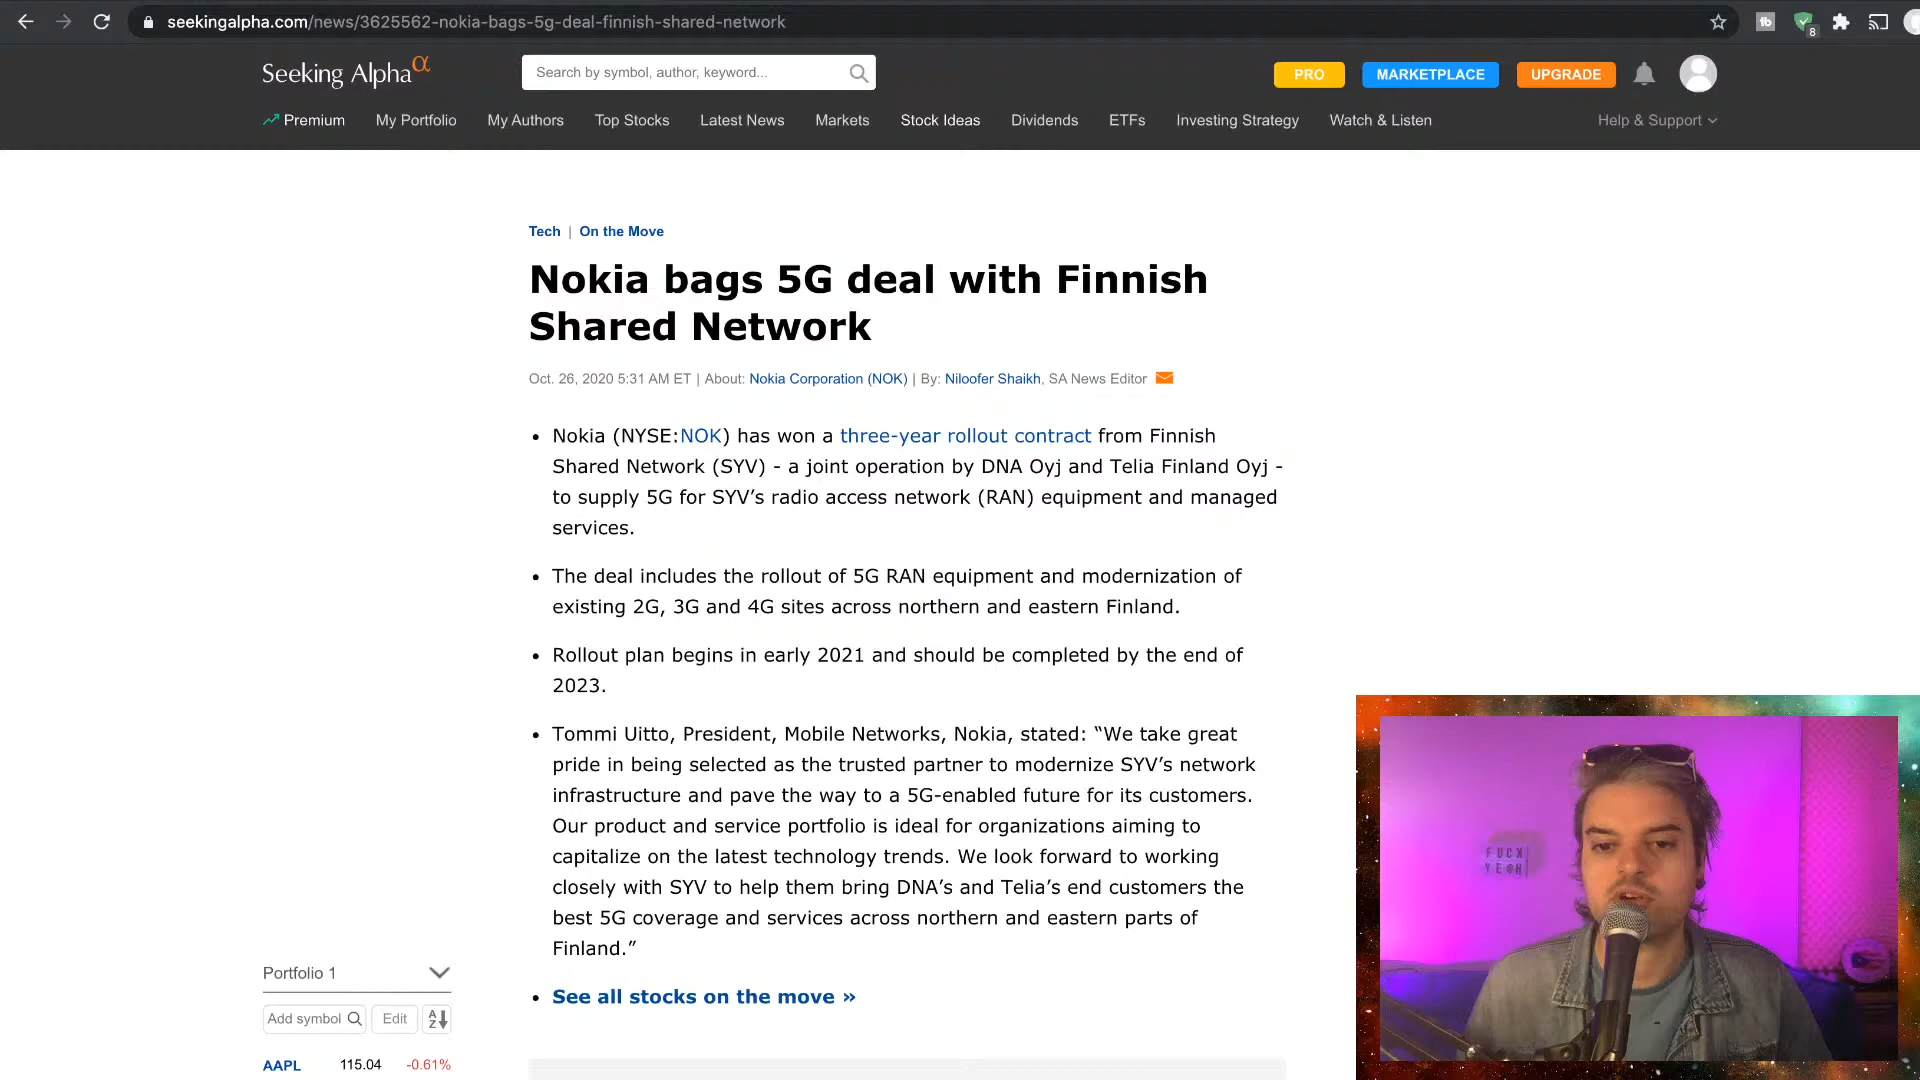 seekingalpha.com/news/3625562-nokia-bags-5g-deal-finnish-shared-network
8
Seeking Alphaα
Search by symbol, author, keyword...
PRO
MARKETPLACE
UPGRADE
Premium
My Portfolio
My Authors
Top Stocks
Latest News
Markets
Stock Ideas
Dividends
ETFs
Investing Strategy
Watch & Listen
Help & Support
Tech | On the Move
Nokia bags 5G deal with Finnish
Shared Network
Oct. 26, 2020 5:31 AM ET | About: Nokia Corporation (NOK) | By: Niloofer Shaikh, SA News Editor
• Nokia (NYSE:NOK) has won a three-year rollout contract from Finnish
Shared Network (SYV) - a joint operation by DNA Oyj and Telia Finland Oyj -
to supply 5G for SYV’s radio access network (RAN) equipment and managed
services.
• The deal includes the rollout of 5G RAN equipment and modernization of
existing 2G, 3G and 4G sites across northern and eastern Finland.
• Rollout plan begins in early 2021 and should be completed by the end of
2023.
• Tommi Uitto, President, Mobile Networks, Nokia, stated: “We take great
pride in being selected as the trusted partner to modernize SYV’s network
infrastructure and pave the way to a 5G-enabled future for its customers.
Our product and service portfolio is ideal for organizations aiming to
capitalize on the latest technology trends. We look forward to working
closely with SYV to help them bring DNA’s and Telia’s end customers the
best 5G coverage and services across northern and eastern parts of
Finland.”
• See all stocks on the move »
Portfolio 1
Add symbol
Edit
AZ
AAPL 115.04 -0.61%
FUCK
YE@H